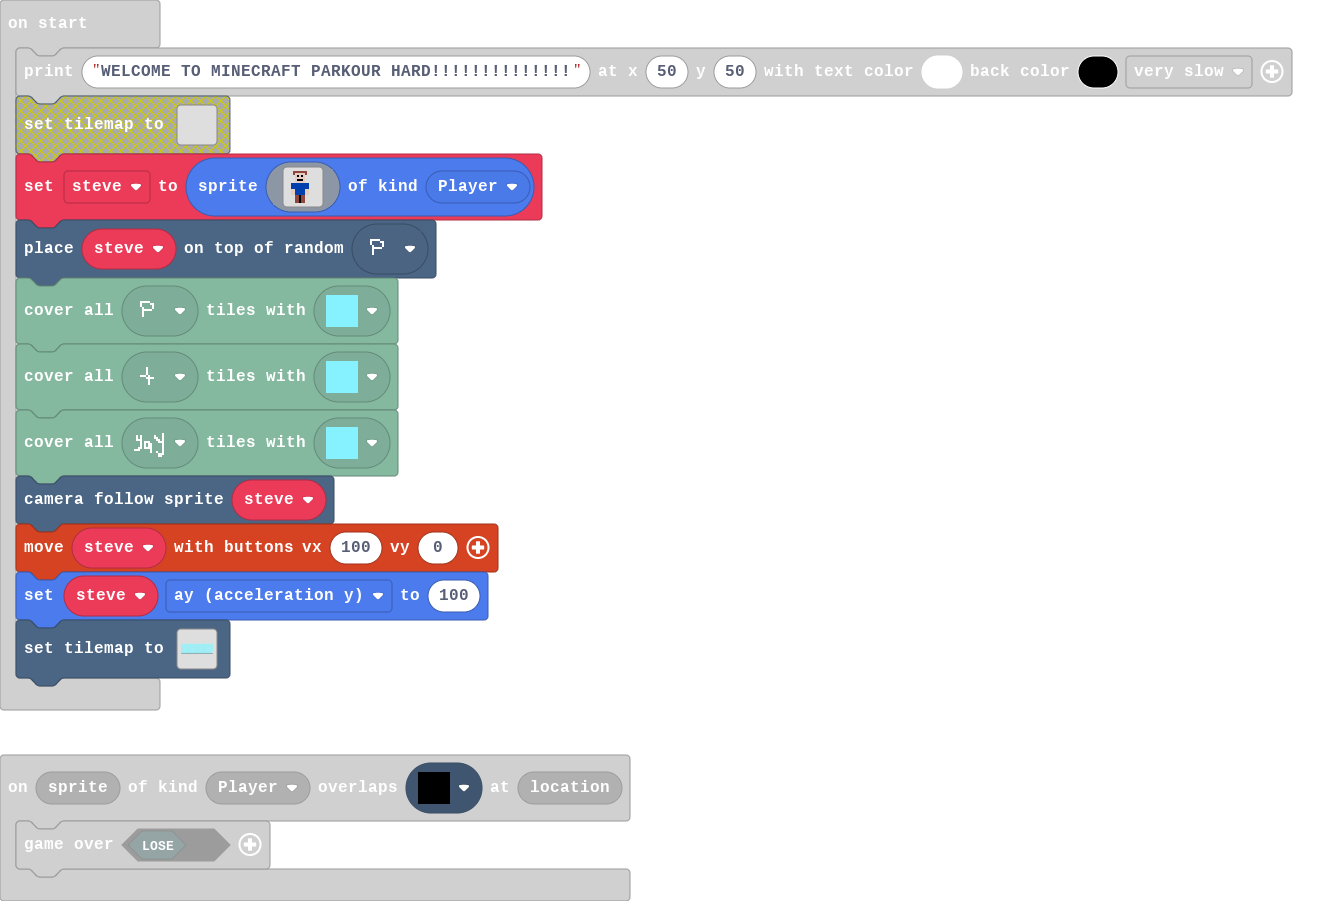 on start
print "WELCOME TO MINECRAFT PARKOUR HARD!!!!!!!!!!!!!!" at x 50 y 50 with text color back color very slow
set tilemap to
set steve to sprite of kind Player
place steve on top of random P
cover all P tiles with
cover all tiles with
cover all yay tiles with
camera follow sprite steve
move steve with buttons vx 100 vy 0
set steve ay (acceleration y) to 100
set tilemap to
on sprite of kind Player overlaps at location
game over LOSE